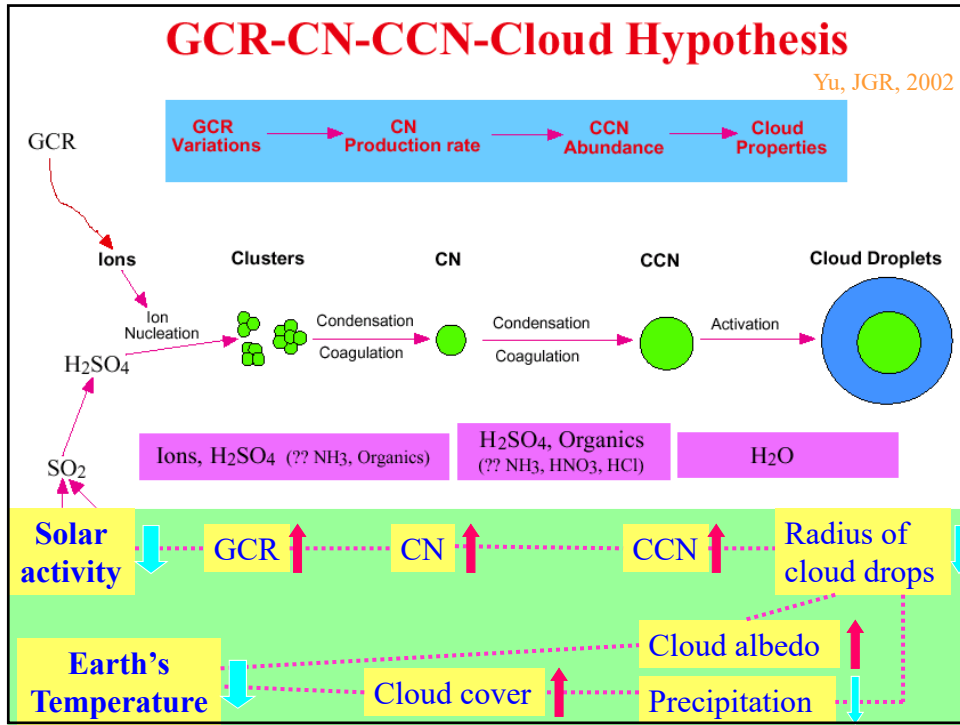 GCR-CN-CCN-Cloud Hypothesis
Yu, JGR, 2002
GCR
Variations
CN
Production rate
CCN
Abundance
Cloud
Properties
GCR
Ions
Clusters
CN
CCN
Cloud Droplets
Ion
Nucleation
Condensation
Coagulation
Condensation
Coagulation
Activation
H₂SO₄
SO₂
Ions, H₂SO₄ (?? NH₃, Organics)
H₂SO₄, Organics
(?? NH₃, HNO₃, HCl)
H₂O
Solar
activity
GCR
CN
CCN
Radius of
cloud drops
Cloud albedo
Earth's
Temperature
Cloud cover
Precipitation